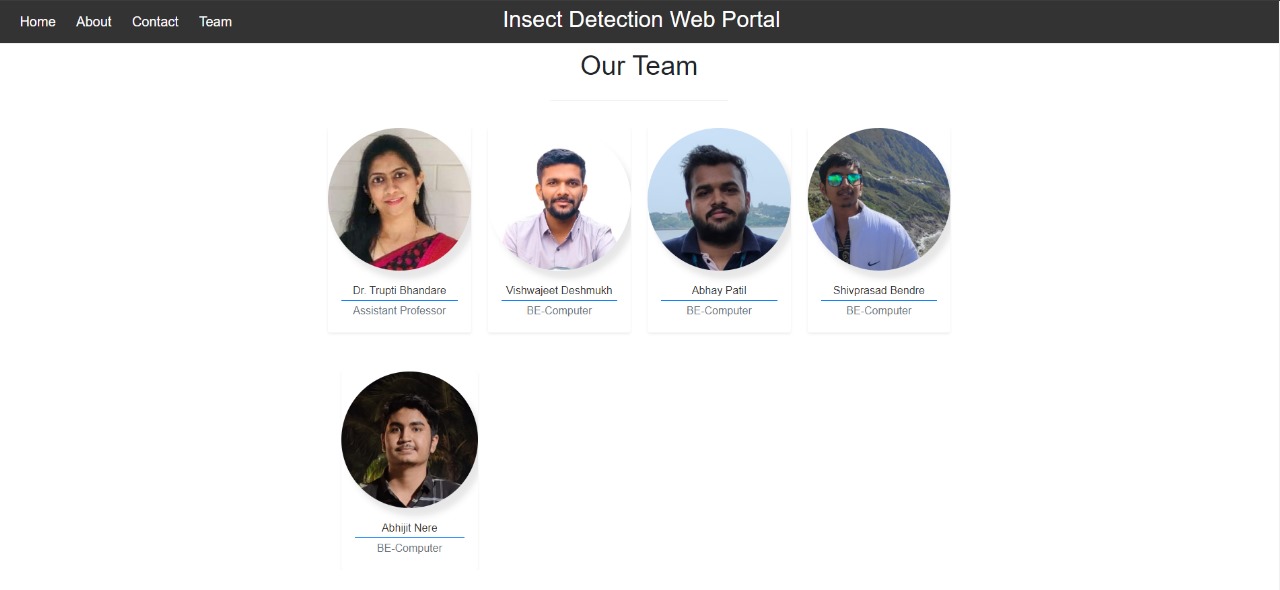 Home About Contact Team Insect Detection Web Portal
Our Team
Dr. Trupti Bhandare Vishwajeet Deshmukh Abhay Patil Shivprasad Bendre
Assistant Professor BE-Computer BE-Computer BE-Computer
Abhijit Nere
BE-Computer